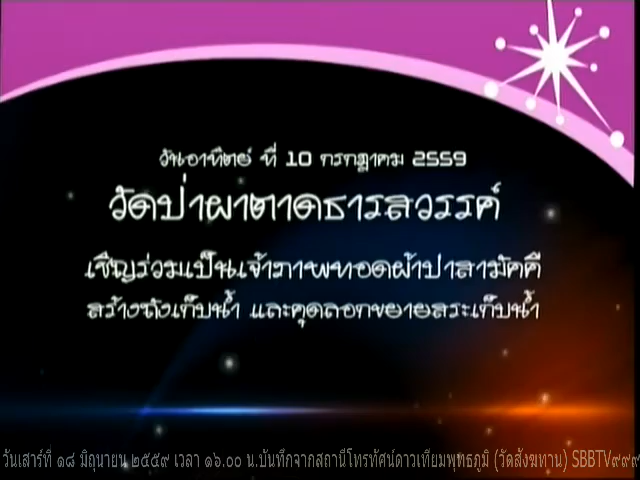 วันอาทิตย์ ที่ 10 กรกฎาคม 2559
วัดป่าผาตาดธารสวรรค์
เชิญร่วมเป็นเจ้าภาพทอดผ้าป่าสามัคคี
สร้างถังเก็บน้ำ และคุดลอกขยายสระเก็บน้ำ
วันเสาร์ที่ ๑๘ มิถุนายน ๒๕๕๙ เวลา ๑๖.๐๐ น.บันทึกจากสถานีโทรทัศน์ดาวเทียมพุทธภูมิ (วัดสังฆทาน) SBBTV๙๙๙